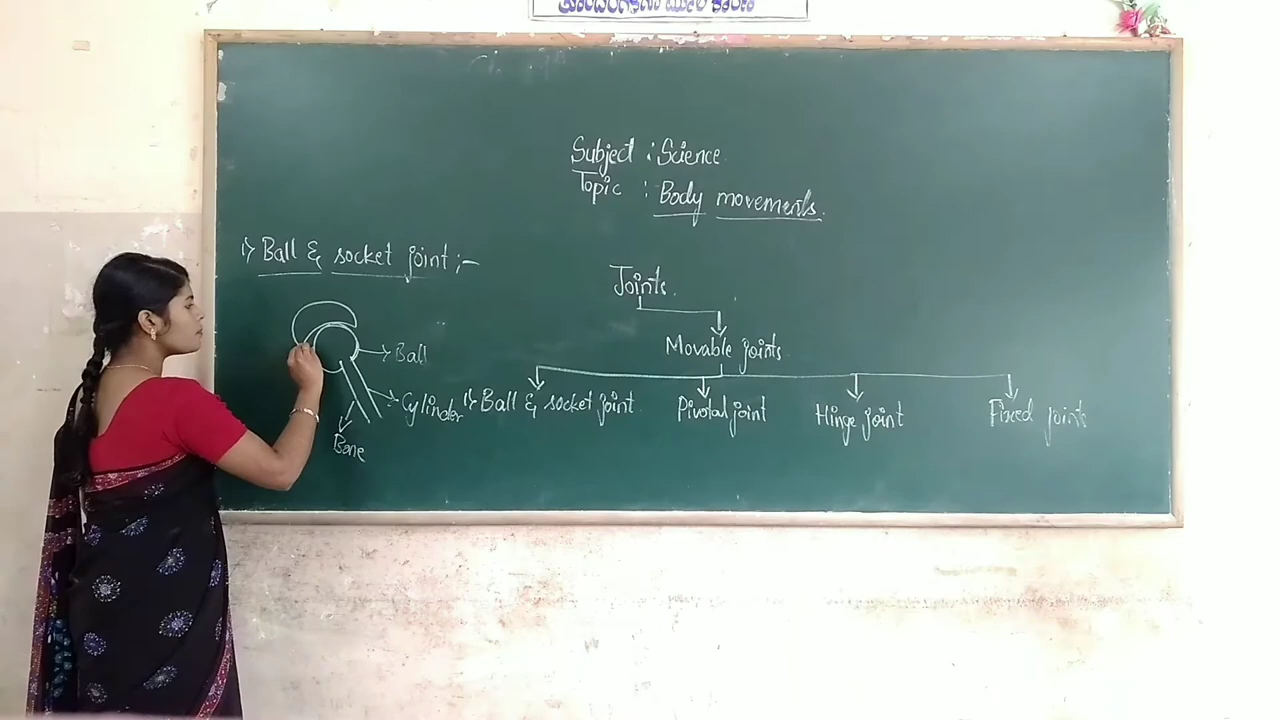 Subject : Science
Topic : Body movements.
1) Ball & socket joint :-
Joints.
Movable joints
Ball
Cylinder
Bone
1) Ball & socket joint.
Pivotal joint
Hinge joint
Fixed joints